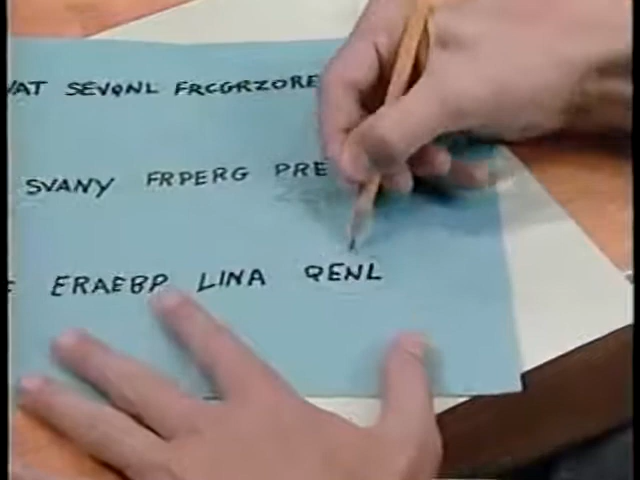 VAT SEVQNL FRCGRZORE
SVANY FRPERG PRE
ERAEBP LINA QENL